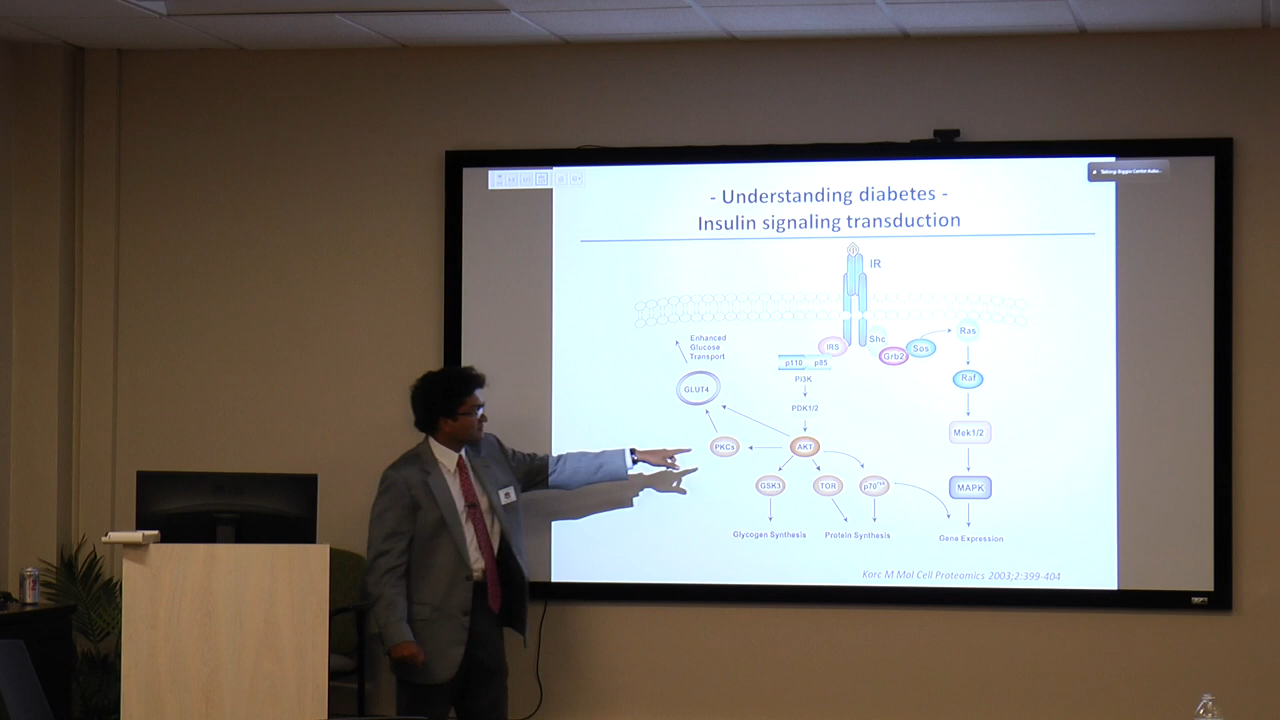 - Understanding diabetes -
Insulin signaling transduction
IR
Enhanced
Glucose
Transport
IRS
Shc
Grb2
Sos
Ras
p110
p85
PI3K
Raf
GLUT4
PDK1/2
PKCs
AKT
Mek1/2
GSK3
TOR
p70
MAPK
Glycogen Synthesis
Protein Synthesis
Gene Expression
Korc M Mol Cell Proteomics 2003;2:399-404